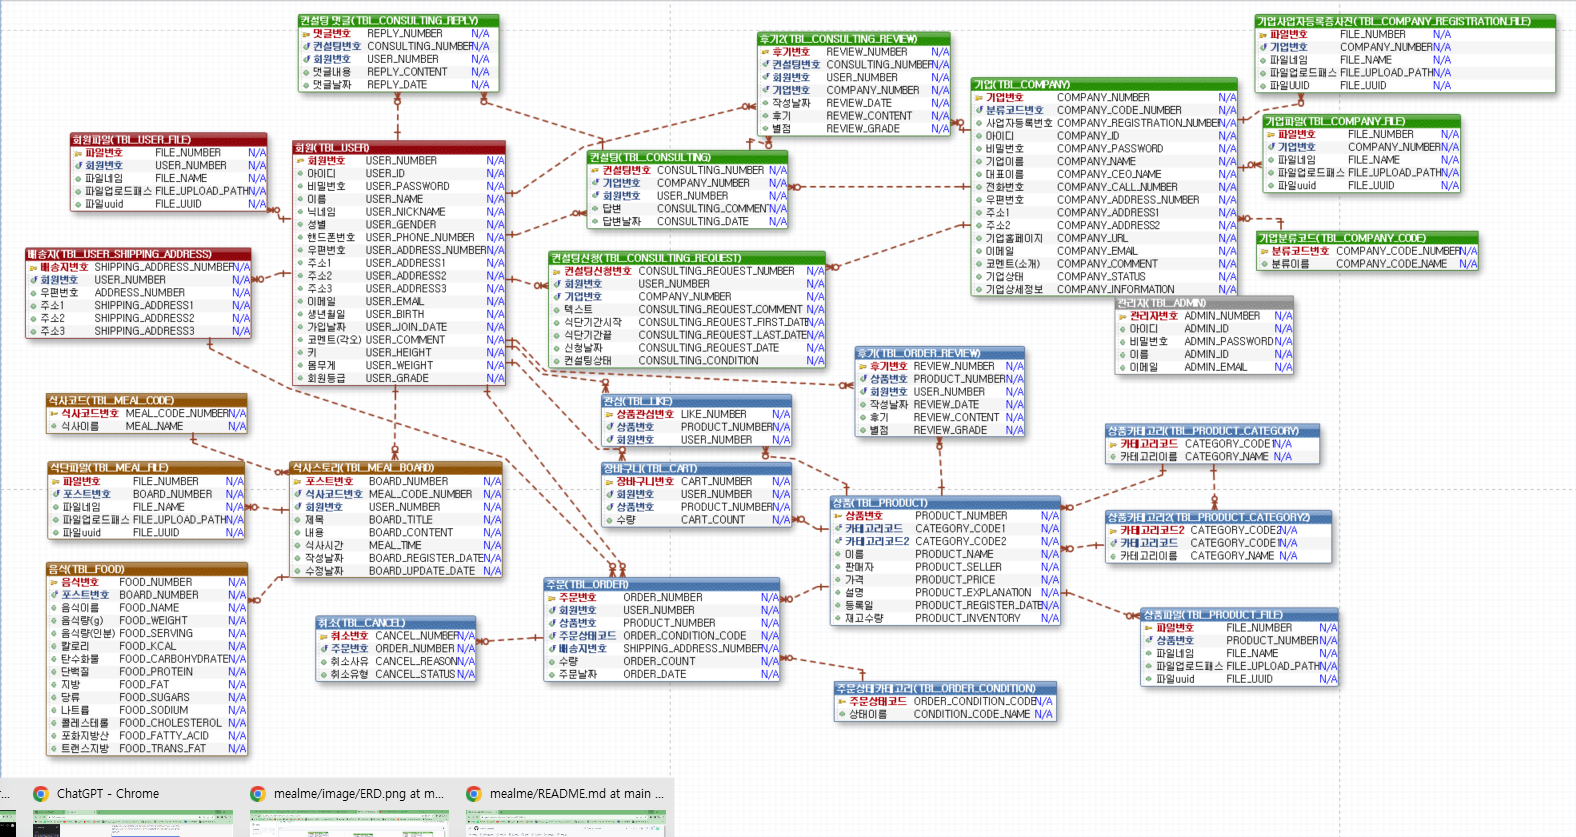 컨설팅 댓글(TBL_CONSULTING_REPLY)
댓글번호 REPLY_NUMBER N/A
컨설팅번호 CONSULTING_NUMBER N/A
회원번호 USER_NUMBER N/A
댓글내용 REPLY_CONTENT N/A
댓글날짜 REPLY_DATE N/A
후기2(TBL_CONSULTING_REVIEW)
후기번호 REVIEW_NUMBER N/A
컨설팅번호 CONSULTING_NUMBER N/A
회원번호 USER_NUMBER N/A
기업번호 COMPANY_NUMBER N/A
작성날짜 REVIEW_DATE N/A
후기 REVIEW_CONTENT N/A
별점 REVIEW_GRADE N/A
기업사업자등록증사진(TBL_COMPANY_REGISTRATION_FILE)
파일번호 FILE_NUMBER N/A
기업번호 COMPANY_NUMBER N/A
파일네임 FILE_NAME N/A
파일업로드패스 FILE_UPLOAD_PATH N/A
파일UUID FILE_UUID N/A
기업(TBL_COMPANY)
기업번호 COMPANY_NUMBER N/A
분류코드번호 COMPANY_CODE_NUMBER N/A
사업자등록번호 COMPANY_REGISTRATION_NUMBER N/A
아이디 COMPANY_ID N/A
비밀번호 COMPANY_PASSWORD N/A
기업이름 COMPANY_NAME N/A
대표이름 COMPANY_CEO_NAME N/A
전화번호 COMPANY_CALL_NUMBER N/A
우편번호 COMPANY_ADDRESS_NUMBER N/A
주소1 COMPANY_ADDRESS1 N/A
주소2 COMPANY_ADDRESS2 N/A
기업홈페이지 COMPANY_URL N/A
이메일 COMPANY_EMAIL N/A
코멘트(소개) COMPANY_COMMENT N/A
기업상태 COMPANY_STATUS N/A
기업상세정보 COMPANY_INFORMATION N/A
기업파일(TBL_COMPANY_FILE)
파일번호 FILE_NUMBER N/A
기업번호 COMPANY_NUMBER N/A
파일네임 FILE_NAME N/A
파일업로드패스 FILE_UPLOAD_PATH N/A
파일uuid FILE_UUID N/A
회원파일(TBL_USER_FILE)
파일번호 FILE_NUMBER N/A
회원번호 USER_NUMBER N/A
파일네임 FILE_NAME N/A
파일업로드패스 FILE_UPLOAD_PATH N/A
파일uuid FILE_UUID N/A
회원(TBL_USER)
회원번호 USER_NUMBER N/A
아이디 USER_ID N/A
비밀번호 USER_PASSWORD N/A
이름 USER_NAME N/A
닉네임 USER_NICKNAME N/A
성별 USER_GENDER N/A
핸드폰번호 USER_PHONE_NUMBER N/A
우편번호 USER_ADDRESS_NUMBER N/A
주소1 USER_ADDRESS1 N/A
주소2 USER_ADDRESS2 N/A
주소3 USER_ADDRESS3 N/A
이메일 USER_EMAIL N/A
생년월일 USER_BIRTH N/A
가입날짜 USER_JOIN_DATE N/A
코멘트(각오) USER_COMMENT N/A
키 USER_HEIGHT N/A
몸무게 USER_WEIGHT N/A
회원등급 USER_GRADE N/A
컨설팅(TBL_CONSULTING)
컨설팅번호 CONSULTING_NUMBER N/A
기업번호 COMPANY_NUMBER N/A
회원번호 USER_NUMBER N/A
답변 CONSULTING_COMMENT N/A
답변날짜 CONSULTING_DATE N/A
기업분류코드(TBL_COMPANY_CODE)
분류코드번호 COMPANY_CODE_NUMBER N/A
분류이름 COMPANY_CODE_NAME N/A
배송지(TBL_USER_SHIPPING_ADDRESS)
배송지번호 SHIPPING_ADDRESS_NUMBER N/A
회원번호 USER_NUMBER N/A
우편번호 ADDRESS_NUMBER N/A
주소1 SHIPPING_ADDRESS1 N/A
주소2 SHIPPING_ADDRESS2 N/A
주소3 SHIPPING_ADDRESS3 N/A
컨설팅신청(TBL_CONSULTING_REQUEST)
컨설팅신청번호 CONSULTING_REQUEST_NUMBER N/A
회원번호 USER_NUMBER N/A
기업번호 COMPANY_NUMBER N/A
텍스트 CONSULTING_REQUEST_COMMENT N/A
식단기간시작 CONSULTING_REQUEST_FIRST_DATE N/A
식단기간끝 CONSULTING_REQUEST_LAST_DATE N/A
신청날짜 CONSULTING_REQUEST_DATE N/A
컨설팅상태 CONSULTING_CONDITION N/A
관리자(TBL_ADMIN)
관리자번호 ADMIN_NUMBER N/A
아이디 ADMIN_ID N/A
비밀번호 ADMIN_PASSWORD N/A
이름 ADMIN_ID N/A
이메일 ADMIN_EMAIL N/A
후기(TBL_ORDER_REVIEW)
후기번호 REVIEW_NUMBER N/A
상품번호 PRODUCT_NUMBER N/A
회원번호 USER_NUMBER N/A
작성날짜 REVIEW_DATE N/A
후기 REVIEW_CONTENT N/A
별점 REVIEW_GRADE N/A
식사코드(TBL_MEAL_CODE)
식사코드번호 MEAL_CODE_NUMBER N/A
식사이름 MEAL_NAME N/A
관심(TBL_LIKE)
상품관심번호 LIKE_NUMBER N/A
상품번호 PRODUCT_NUMBER N/A
회원번호 USER_NUMBER N/A
상품카테고리(TBL_PRODUCT_CATEGORY)
카테고리코드 CATEGORY_CODE1 N/A
카테고리이름 CATEGORY_NAME N/A
식단파일(TBL_MEAL_FILE)
파일번호 FILE_NUMBER N/A
포스트번호 BOARD_NUMBER N/A
파일네임 FILE_NAME N/A
파일업로드패스 FILE_UPLOAD_PATH N/A
파일uuid FILE_UUID N/A
식사스토리(TBL_MEAL_BOARD)
포스트번호 BOARD_NUMBER N/A
식사코드번호 MEAL_CODE_NUMBER N/A
회원번호 USER_NUMBER N/A
제목 BOARD_TITLE N/A
내용 BOARD_CONTENT N/A
식사시간 MEAL_TIME N/A
작성날짜 BOARD_REGISTER_DATE N/A
수정날짜 BOARD_UPDATE_DATE N/A
장바구니(TBL_CART)
장바구니번호 CART_NUMBER N/A
회원번호 USER_NUMBER N/A
상품번호 PRODUCT_NUMBER N/A
수량 CART_COUNT N/A
상품(TBL_PRODUCT)
상품번호 PRODUCT_NUMBER N/A
카테고리코드 CATEGORY_CODE1 N/A
카테고리코드2 CATEGORY_CODE2 N/A
이름 PRODUCT_NAME N/A
판매자 PRODUCT_SELLER N/A
가격 PRODUCT_PRICE N/A
설명 PRODUCT_EXPLANATION N/A
등록일 PRODUCT_REGISTER_DATE N/A
재고수량 PRODUCT_INVENTORY N/A
상품카테고리2(TBL_PRODUCT_CATEGORY2)
카테고리코드2 CATEGORY_CODE2 N/A
카테고리코드 CATEGORY_CODE1 N/A
카테고리이름 CATEGORY_NAME N/A
음식(TBL_FOOD)
음식번호 FOOD_NUMBER N/A
포스트번호 BOARD_NUMBER N/A
음식이름 FOOD_NAME N/A
음식량(g) FOOD_WEIGHT N/A
음식량(인분) FOOD_SERVING N/A
칼로리 FOOD_KCAL N/A
탄수화물 FOOD_CARBOHYDRATE N/A
단백질 FOOD_PROTEIN N/A
지방 FOOD_FAT N/A
당류 FOOD_SUGARS N/A
나트륨 FOOD_SODIUM N/A
콜레스테롤 FOOD_CHOLESTEROL N/A
포화지방산 FOOD_FATTY_ACID N/A
트랜스지방 FOOD_TRANS_FAT N/A
취소(TBL_CANCEL)
취소번호 CANCEL_NUMBER N/A
주문번호 ORDER_NUMBER N/A
취소사유 CANCEL_REASON N/A
취소유형 CANCEL_STATUS N/A
주문(TBL_ORDER)
주문번호 ORDER_NUMBER N/A
회원번호 USER_NUMBER N/A
상품번호 PRODUCT_NUMBER N/A
주문상태코드 ORDER_CONDITION_CODE N/A
배송지번호 SHIPPING_ADDRESS_NUMBER N/A
수량 ORDER_COUNT N/A
주문날짜 ORDER_DATE N/A
상품파일(TBL_PRODUCT_FILE)
파일번호 FILE_NUMBER N/A
상품번호 PRODUCT_NUMBER N/A
파일네임 FILE_NAME N/A
파일업로드패스 FILE_UPLOAD_PATH N/A
파일uuid FILE_UUID N/A
주문상태카테고리(TBL_ORDER_CONDITION)
주문상태코드 ORDER_CONDITION_CODE N/A
상태이름 CONDITION_CODE_NAME N/A
r... ChatGPT - Chrome mealme/image/ERD.png at m... mealme/README.md at main ...